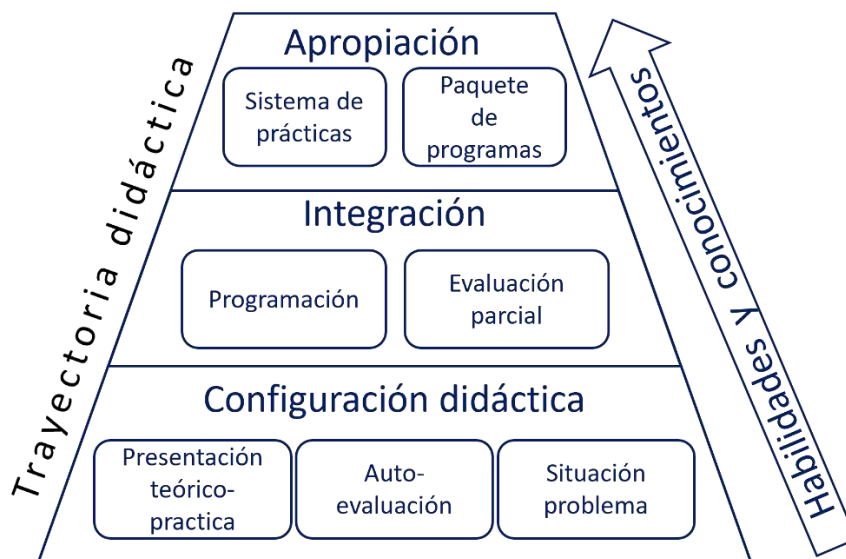 Apropiación
Sistema de
prácticas
Paquete
de
programas
Integración
Programación
Evaluación
parcial
Configuración didáctica
Presentación
teórico-
practica
Auto-
evaluación
Situación
problema
Trayectoria didáctica
Habilidades y conocimientos